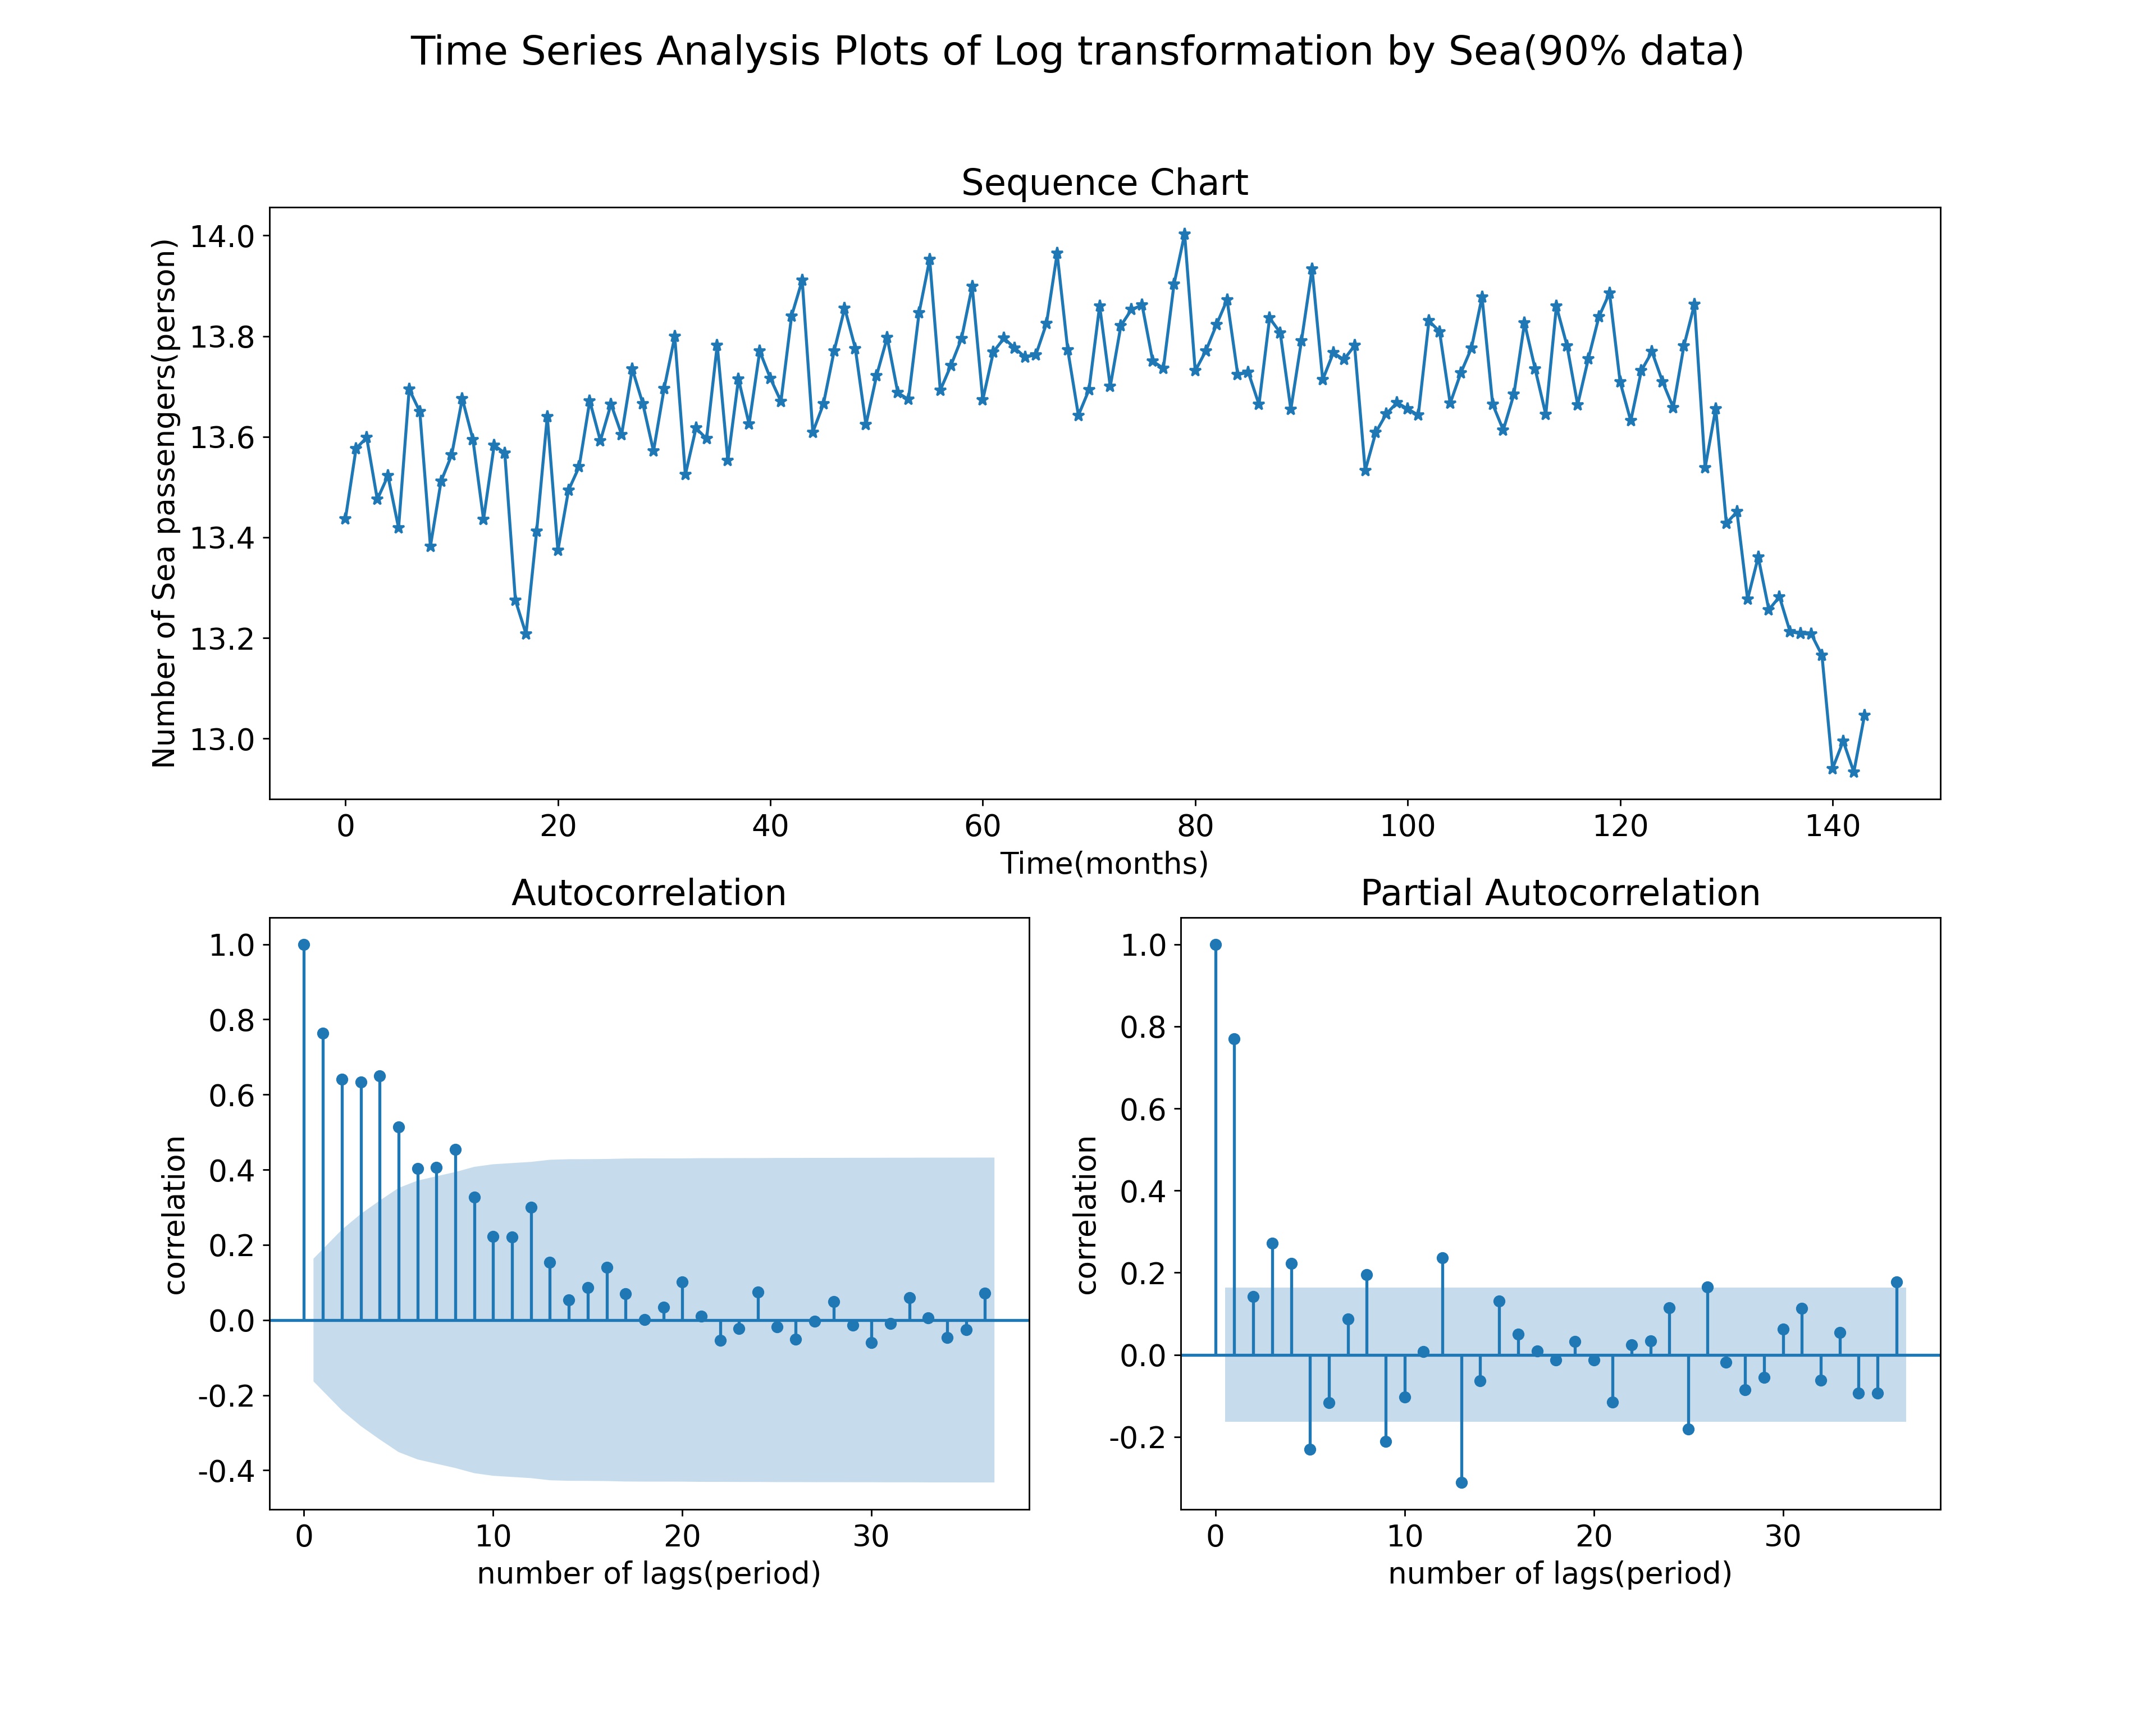 Time Series Analysis Plots of Log transformation by Sea(90% data)
Sequence Chart
Number of Sea passengers(person)
14.0
13.8
13.6
13.4
13.2
13.0
0 20 40 60 80 100 120 140
Time(months)
Autocorrelation
correlation
1.0
0.8
0.6
0.4
0.2
0.0
-0.2
-0.4
0 10 20 30
number of lags(period)
Partial Autocorrelation
correlation
1.0
0.8
0.6
0.4
0.2
0.0
-0.2
0 10 20 30
number of lags(period)